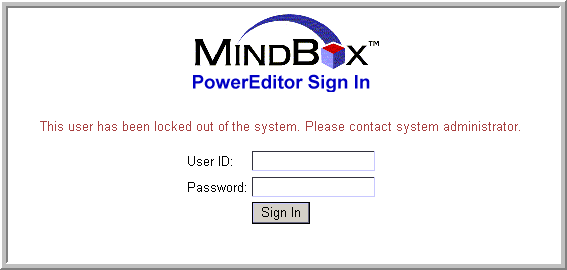 MINDBOX™
PowerEditor Sign In
This user has been locked out of the system. Please contact system administrator.
User ID:
Password:
Sign In